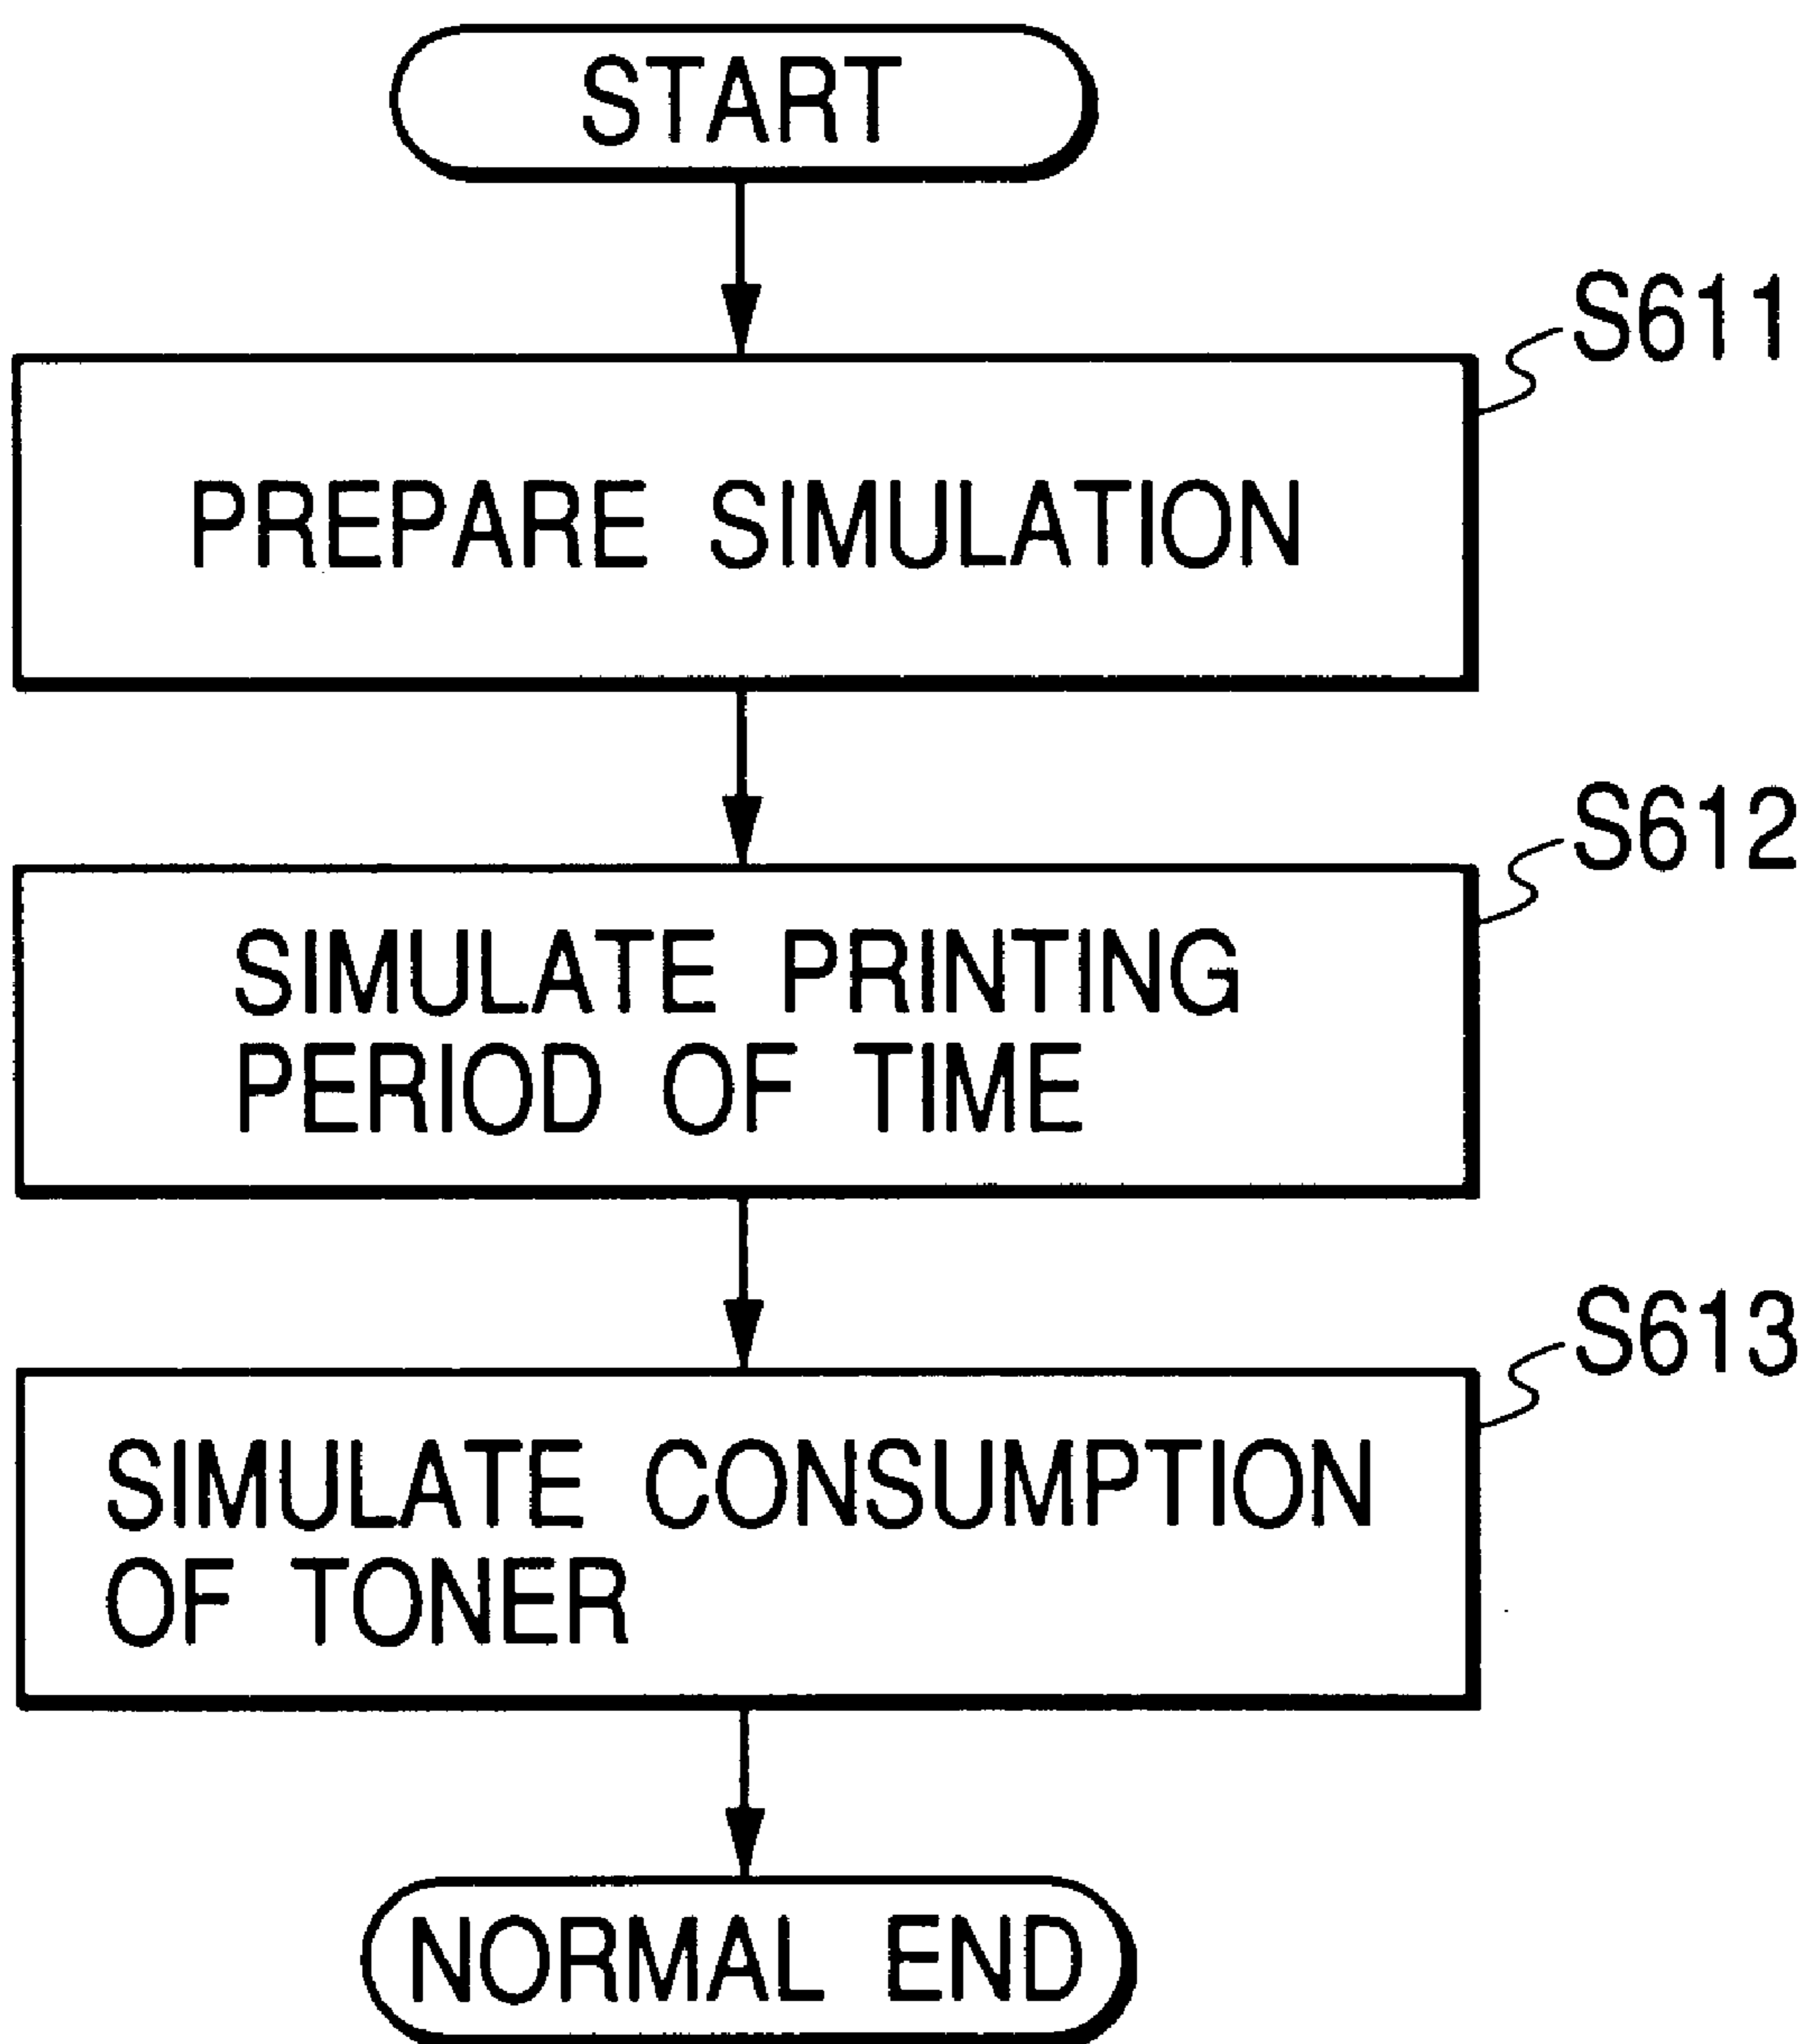 START
S611
PREPARE SIMULATION
S612
SIMULATE PRINTING
PERIOD OF TIME
S613
SIMULATE CONSUMPTION
OF TONER
NORMAL END